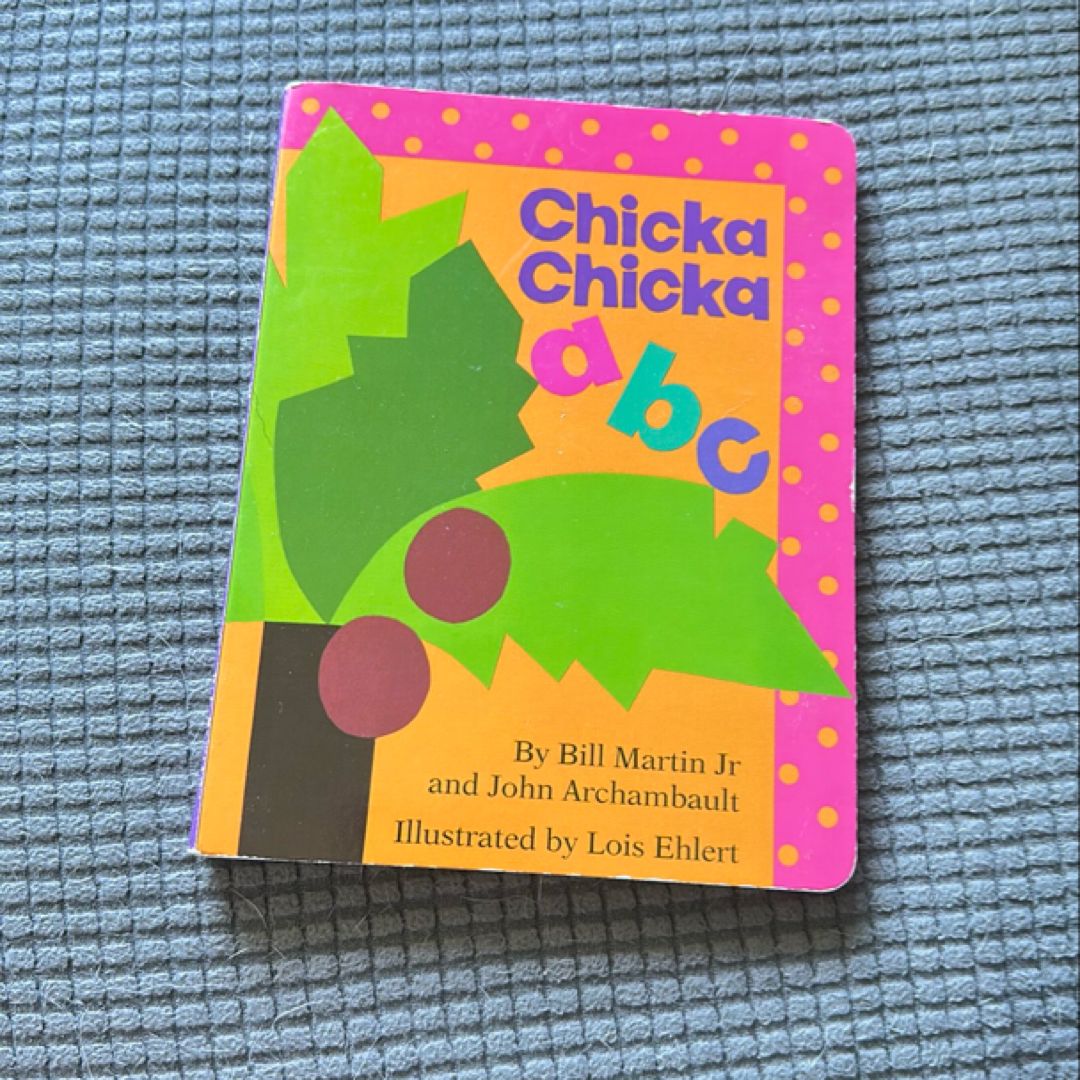 Chicka
Chicka
abc
By Bill Martin Jr
and John Archambault
Illustrated by Lois Ehlert